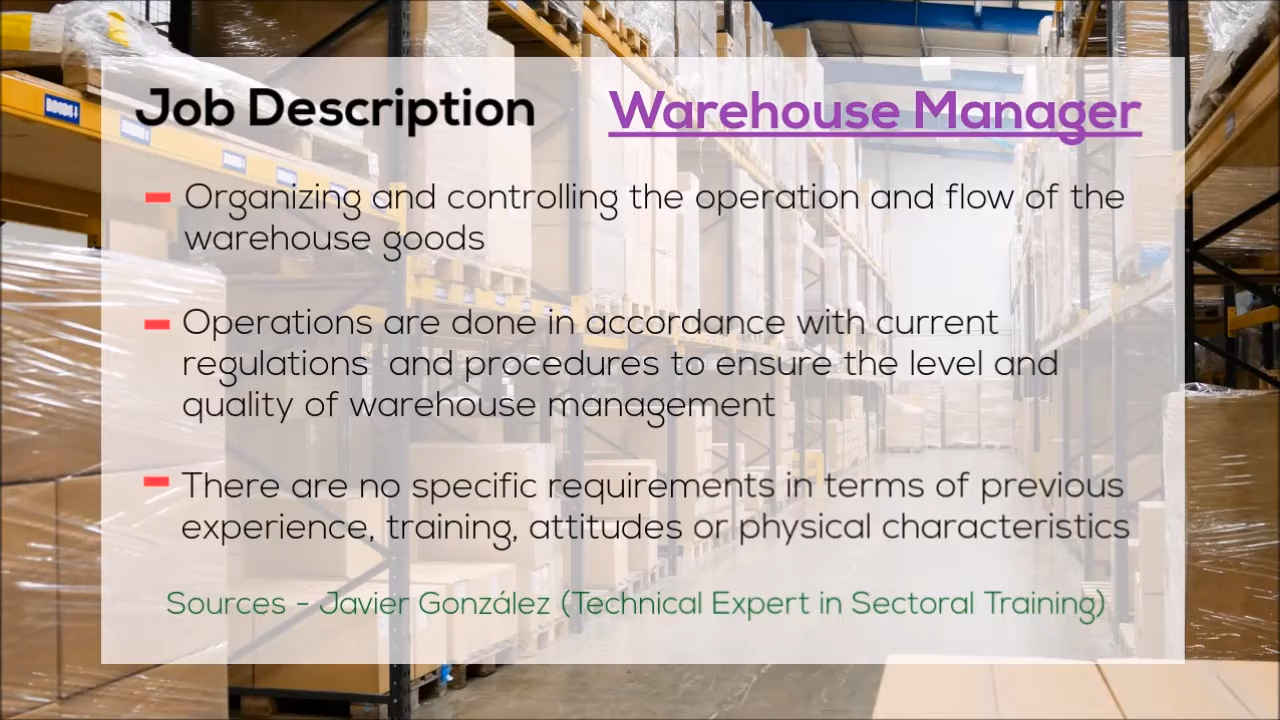 Job Description Warehouse Manager
Organizing and controlling the operation and flow of the
warehouse goods
Operations are done in accordance with current
regulations and procedures to ensure the level and
quality of warehouse management
There are no specific requirements in terms of previous
experience, training, attitudes or physical characteristics
Sources - Javier González (Technical Expert in Sectoral Training)